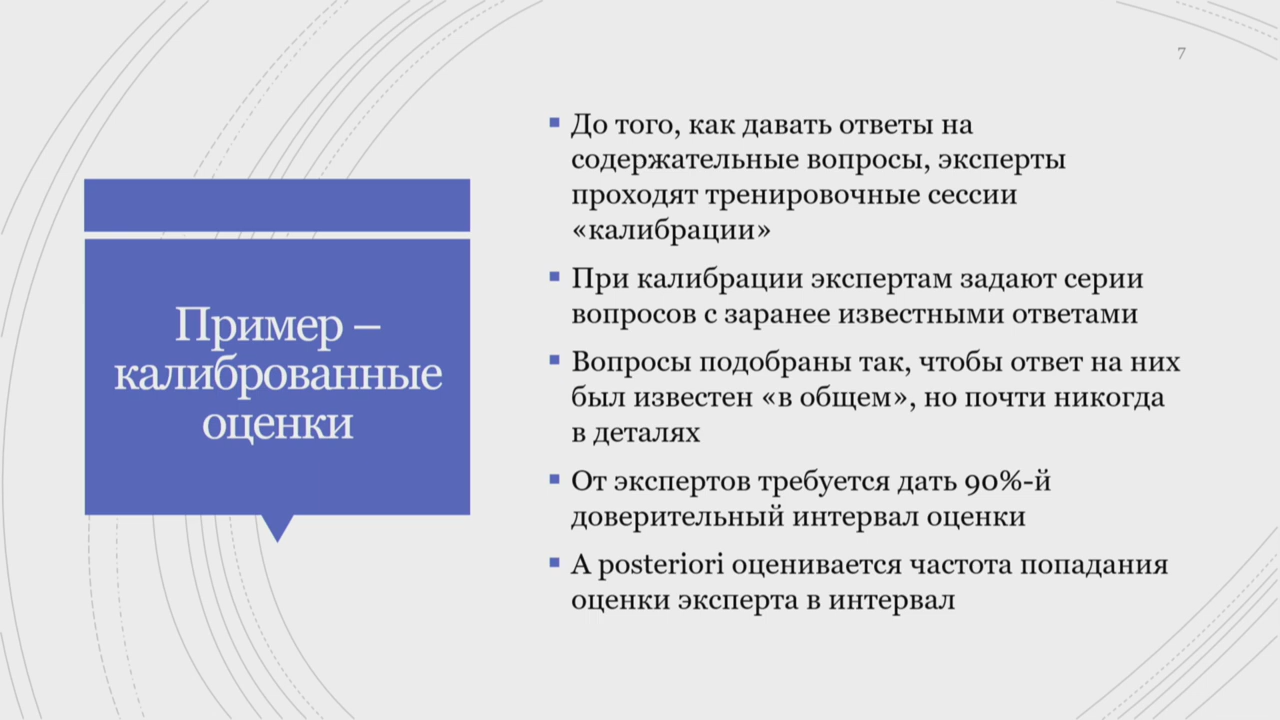 7
Пример –
калиброванные
оценки
До того, как давать ответы на
содержательные вопросы, эксперты
проходят тренировочные сессии
«калибрации»
При калибрации экспертам задают серии
вопросов с заранее известными ответами
Вопросы подобраны так, чтобы ответ на них
был известен «в общем», но почти никогда
в деталях
От экспертов требуется дать 90%-й
доверительный интервал оценки
A posteriori оценивается частота попадания
оценки эксперта в интервал